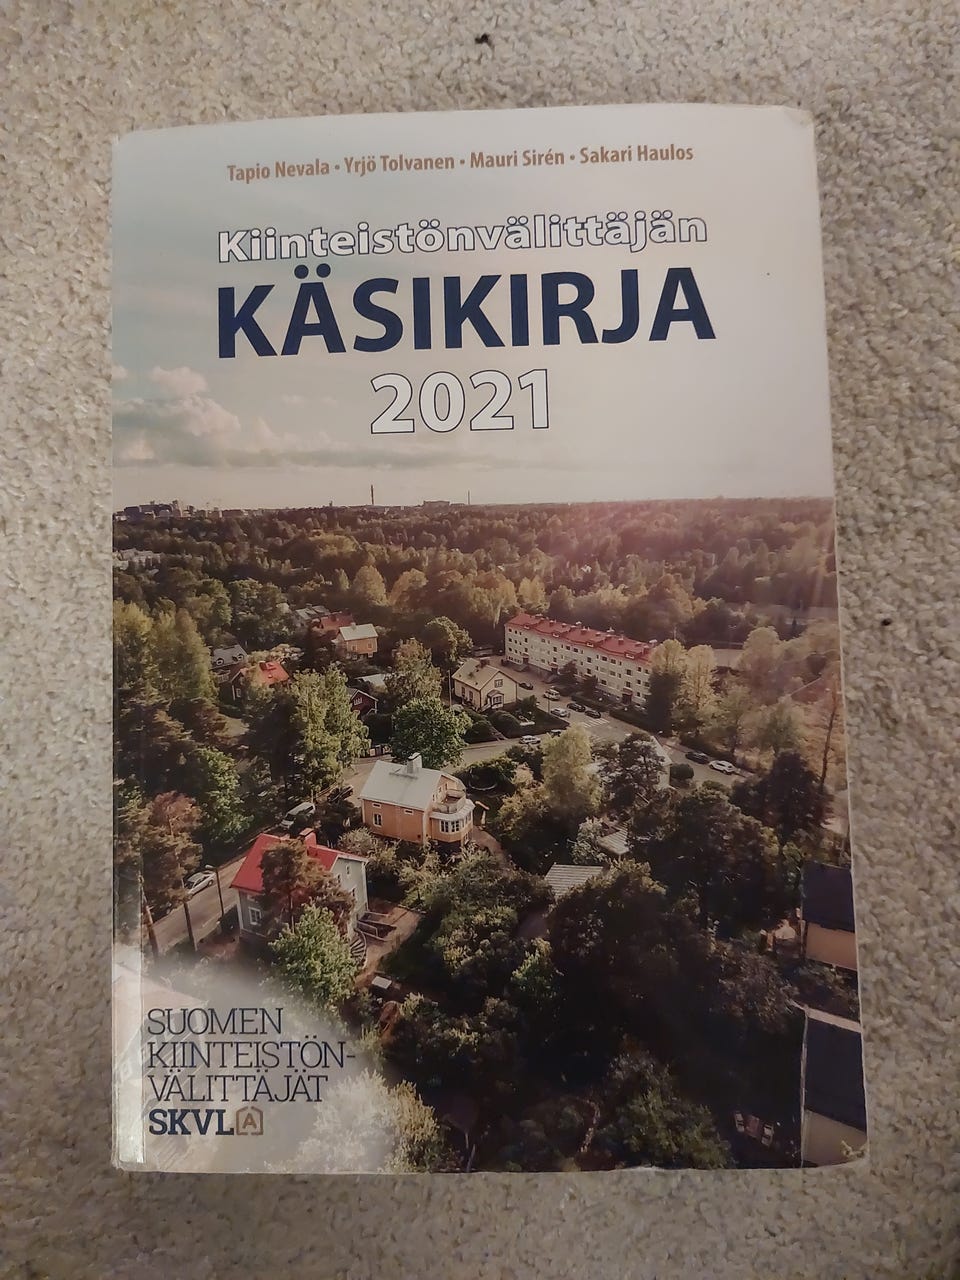 Tapio Nevala • Yrjö Tolvanen • Mauri Sirén • Sakari Haulos
Kiinteistönvälittäjän
KÄSIKIRJA
2021
SUOMEN
KIINTEISTÖN-
VÄLITTÄJÄT
SKVL